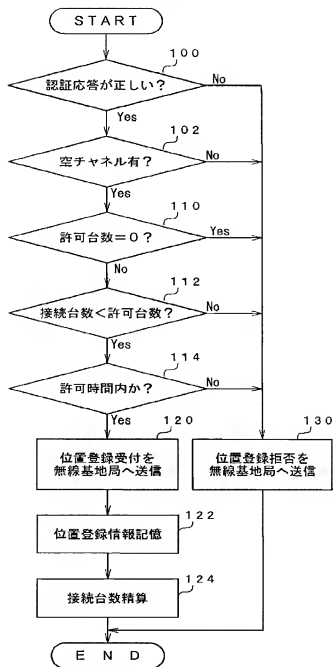 START
100
認証応答が正しい？
No
Yes
102
空チャネル有？
No
Yes
110
許可台数＝０？
Yes
No
112
接続台数＜許可台数？
No
Yes
114
許可時間内か？
No
Yes
120
130
位置登録受付を
無線基地局へ送信
位置登録拒否を
無線基地局へ送信
122
位置登録情報記憶
124
接続台数精算
END